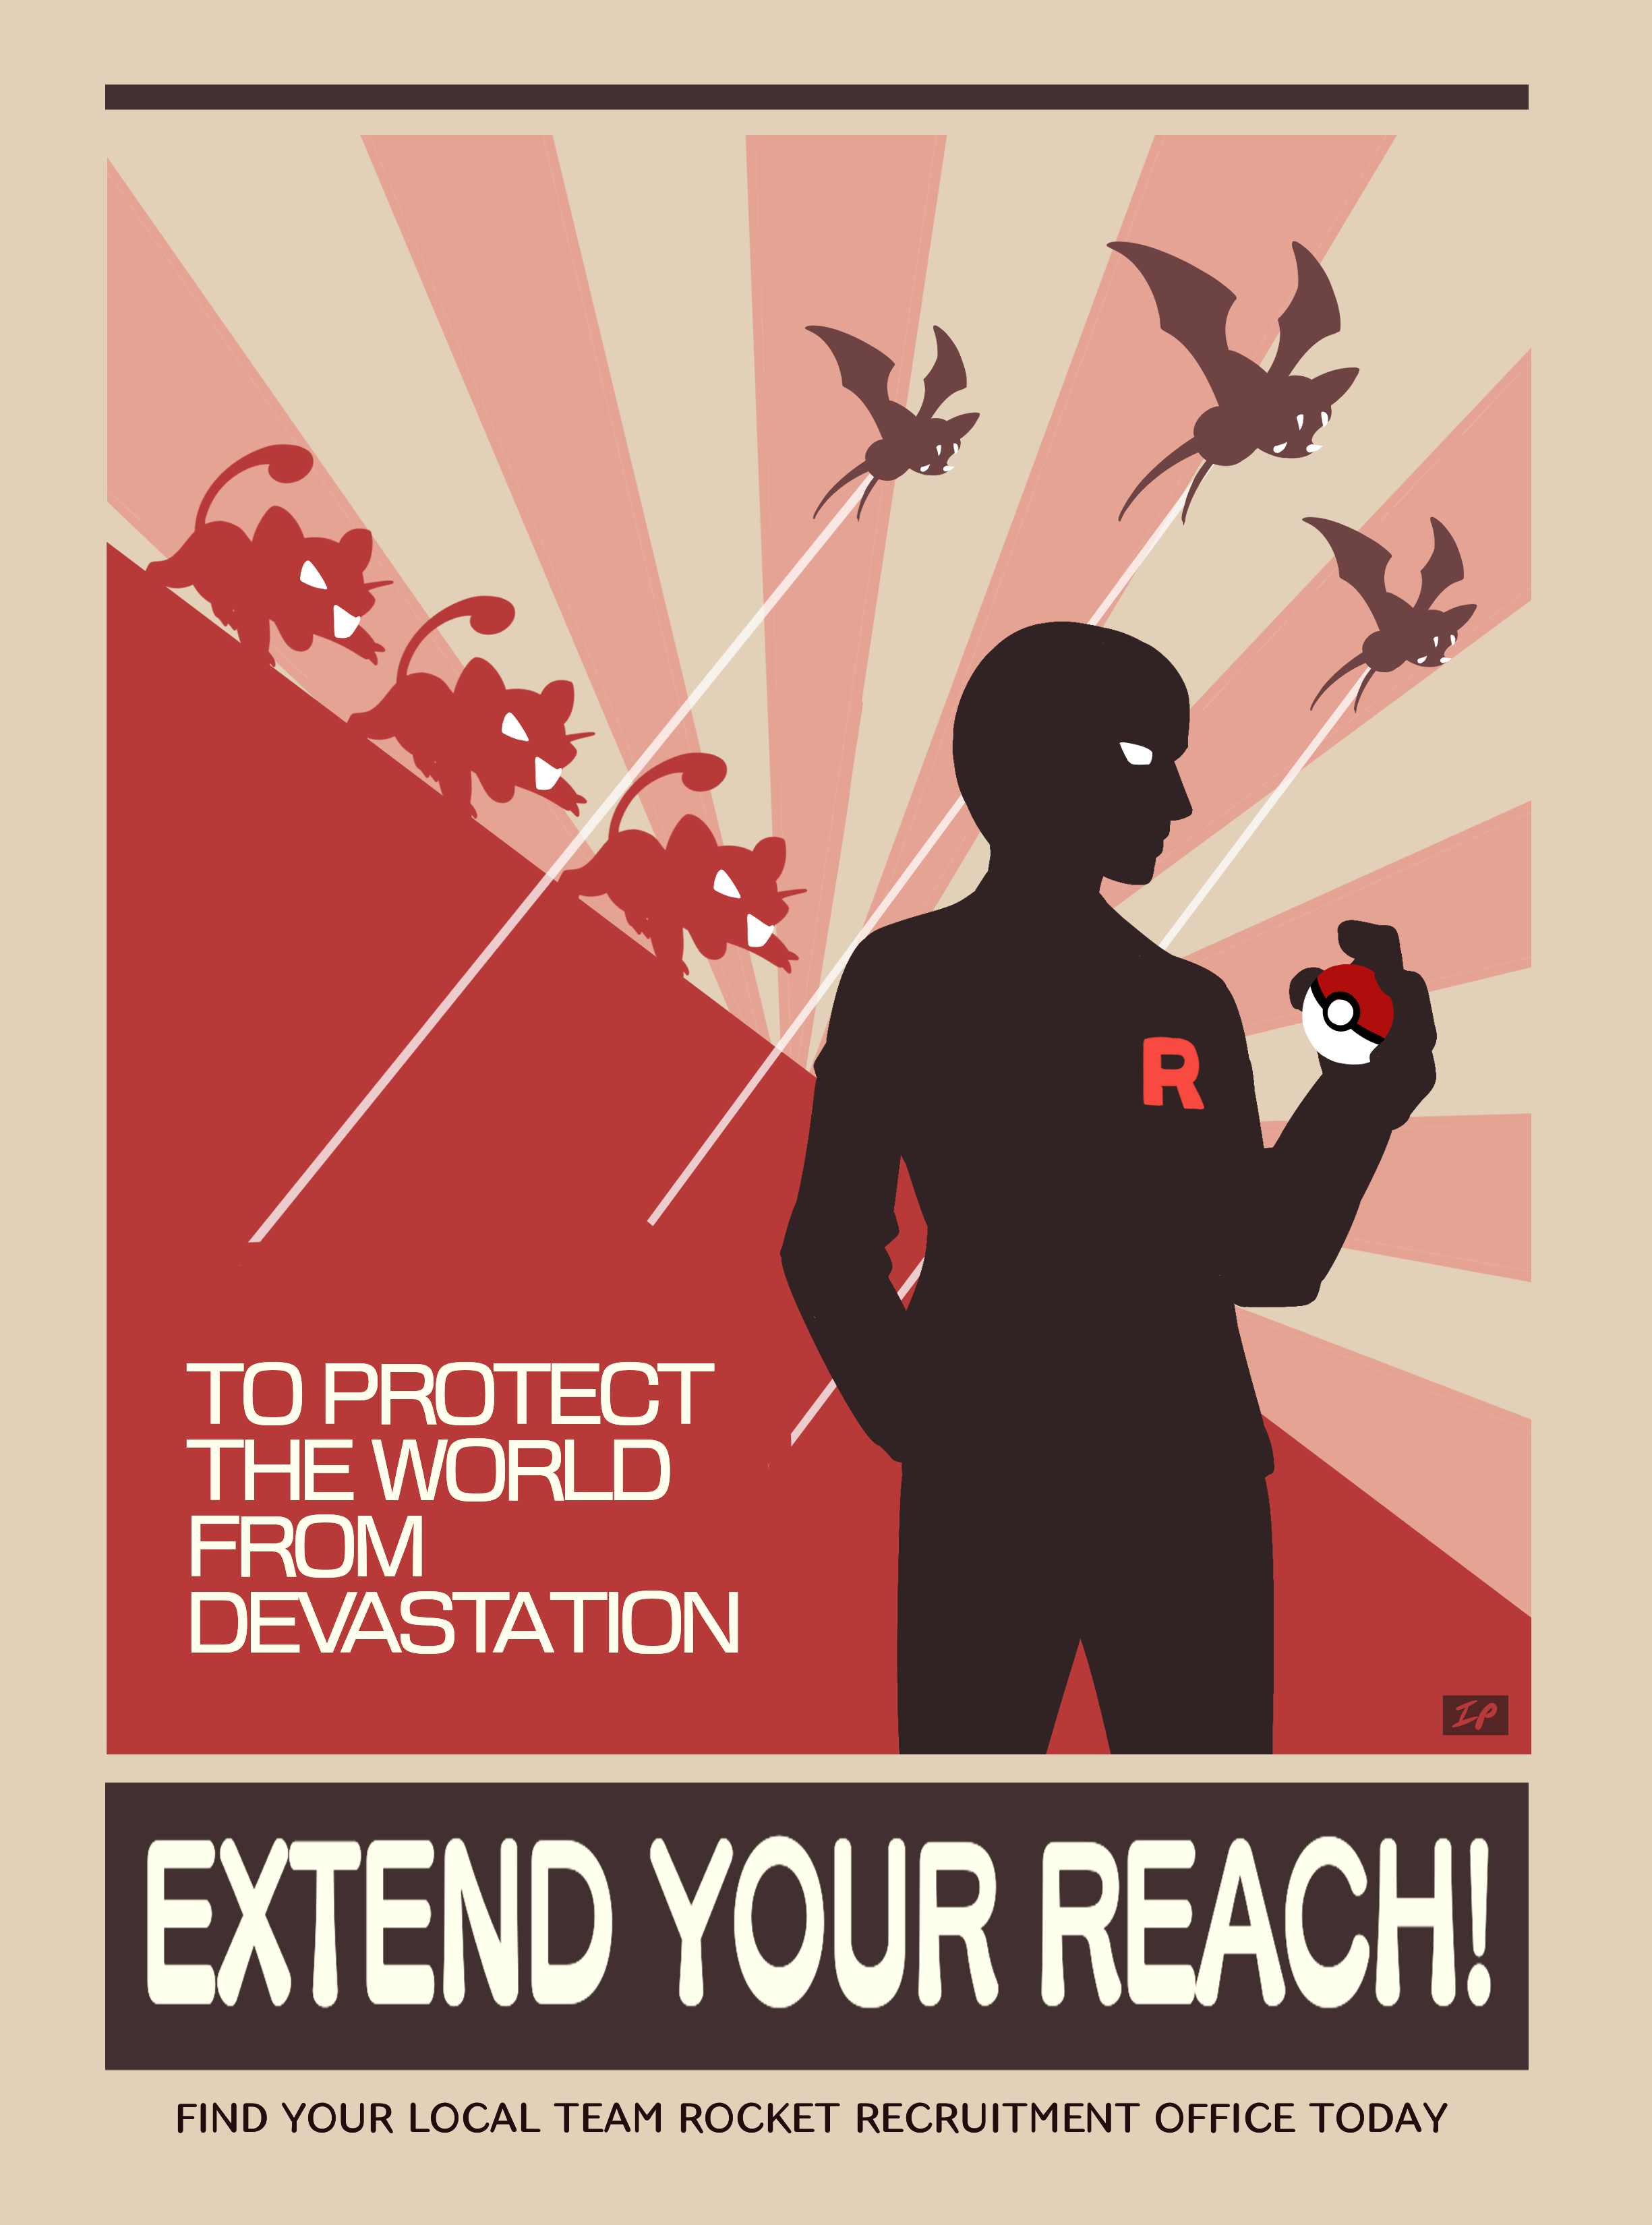 R
TO PROTECT
THE WORLD
FROM
DEVASTATION
IP
EXTEND YOUR REACH!
FIND YOUR LOCAL TEAM ROCKET RECRUITMENT OFFICE TODAY